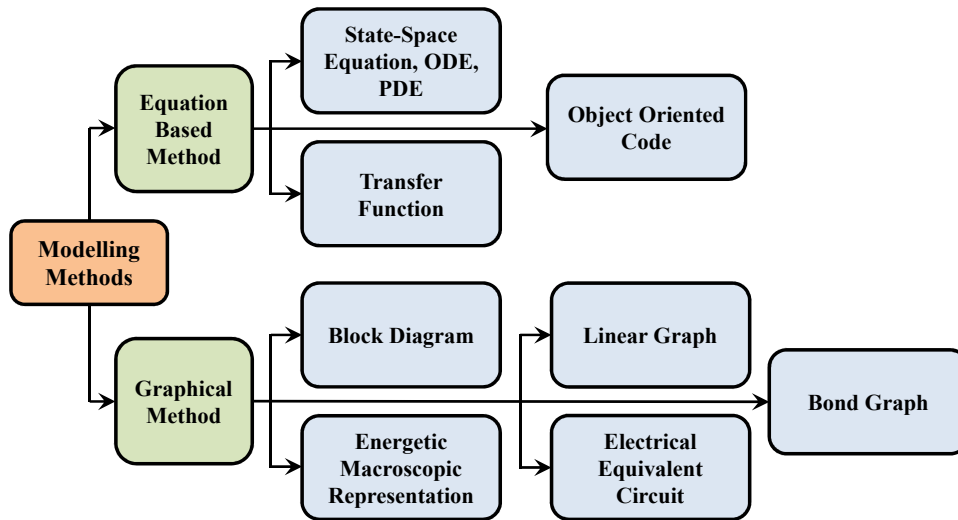 State-Space
Equation, ODE,
PDE
Equation
Based
Method
Object Oriented
Code
Transfer
Function
Modelling
Methods
Block Diagram
Linear Graph
Graphical
Method
Bond Graph
Energetic
Macroscopic
Representation
Electrical
Equivalent
Circuit